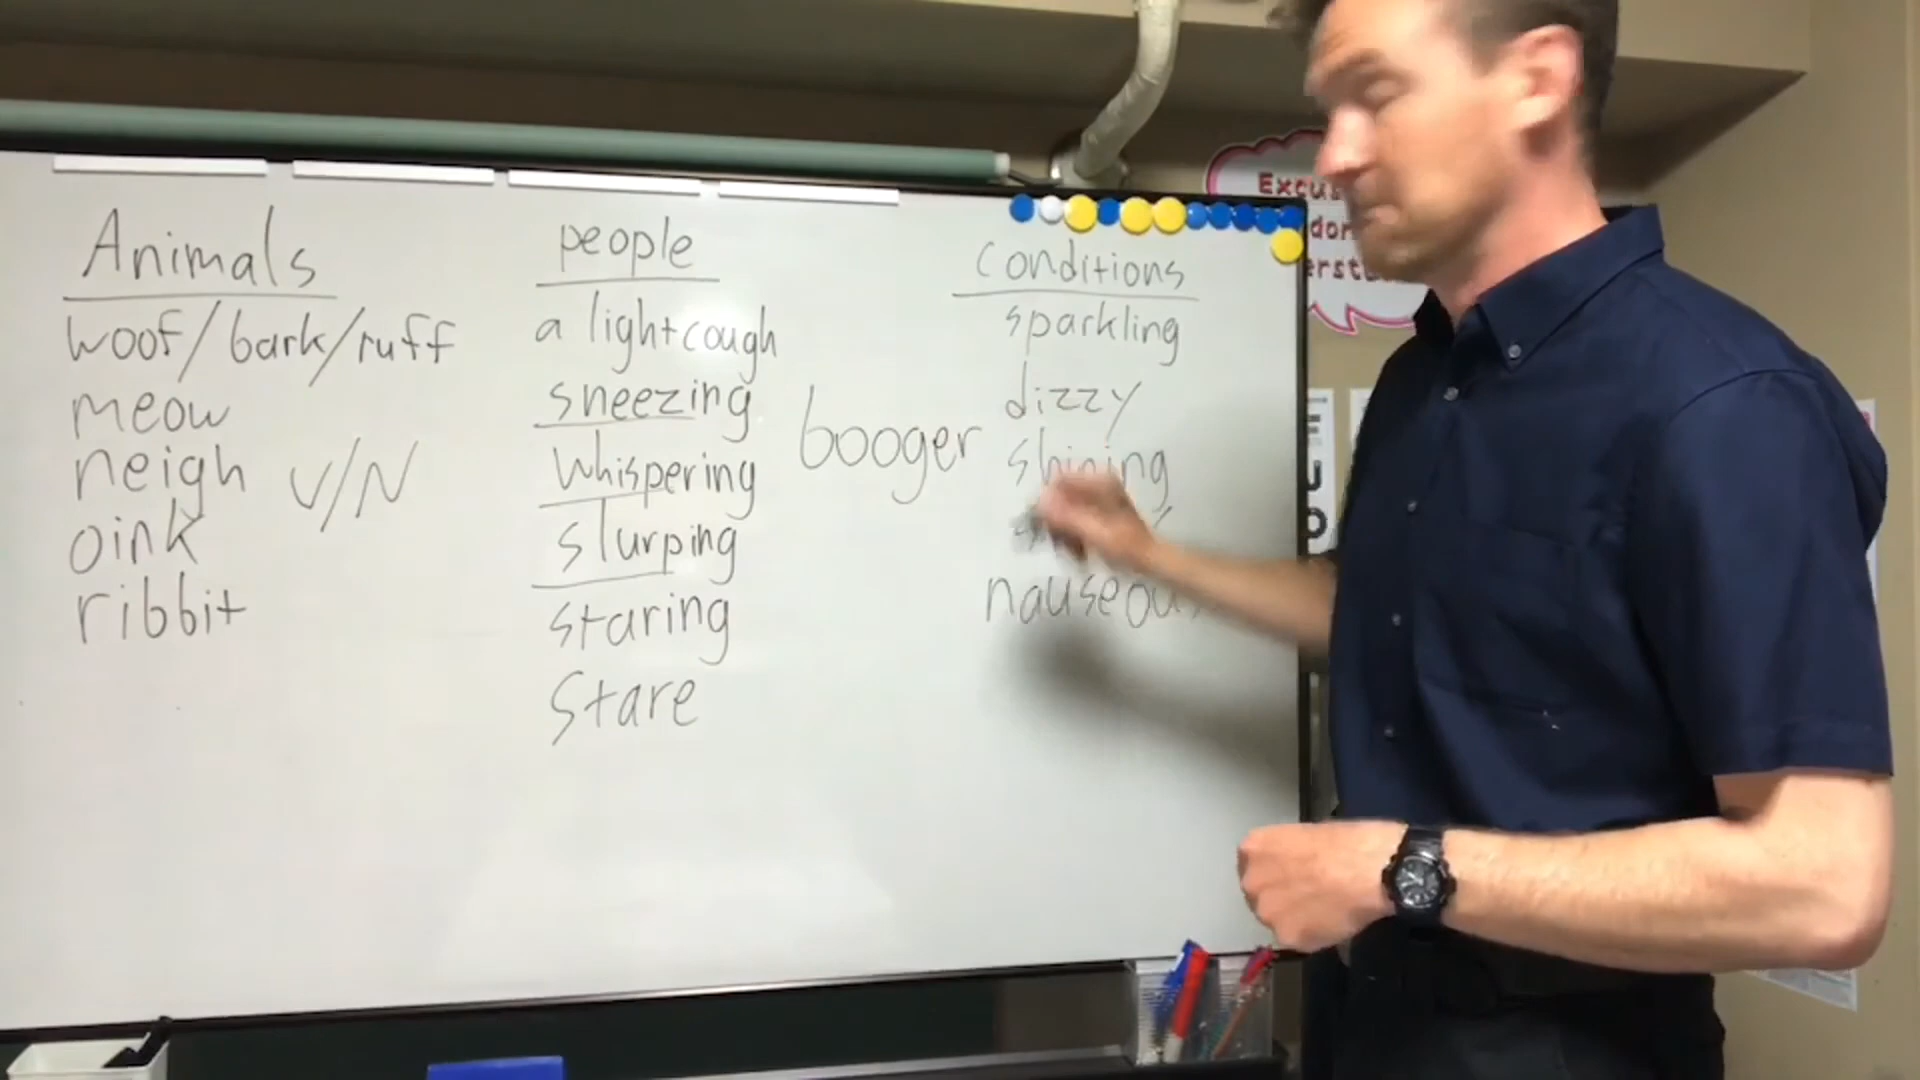 Animals
woof/bark/ruff
meow
neigh V/N
oink
ribbit
people
a light cough
sneezing
whispering
slurping
staring
stare
booger
conditions
sparkling
dizzy
shining